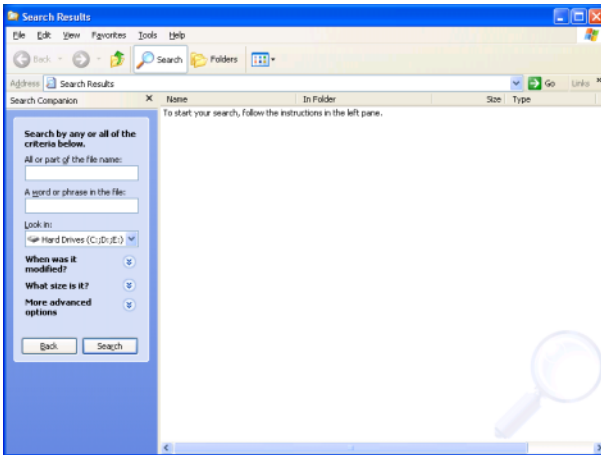 Search Results
File Edit View Favorites Tools Help
Back Search Folders
Address Search Results Go Links »
Search Companion × Name In Folder Size Type
To start your search, follow the instructions in the left pane.
Search by any or all of the
criteria below.
All or part of the file name:
A word or phrase in the file:
Look in:
Hard Drives (C:;D:;E:)
When was it
modified?
What size is it?
More advanced
options
Back Search